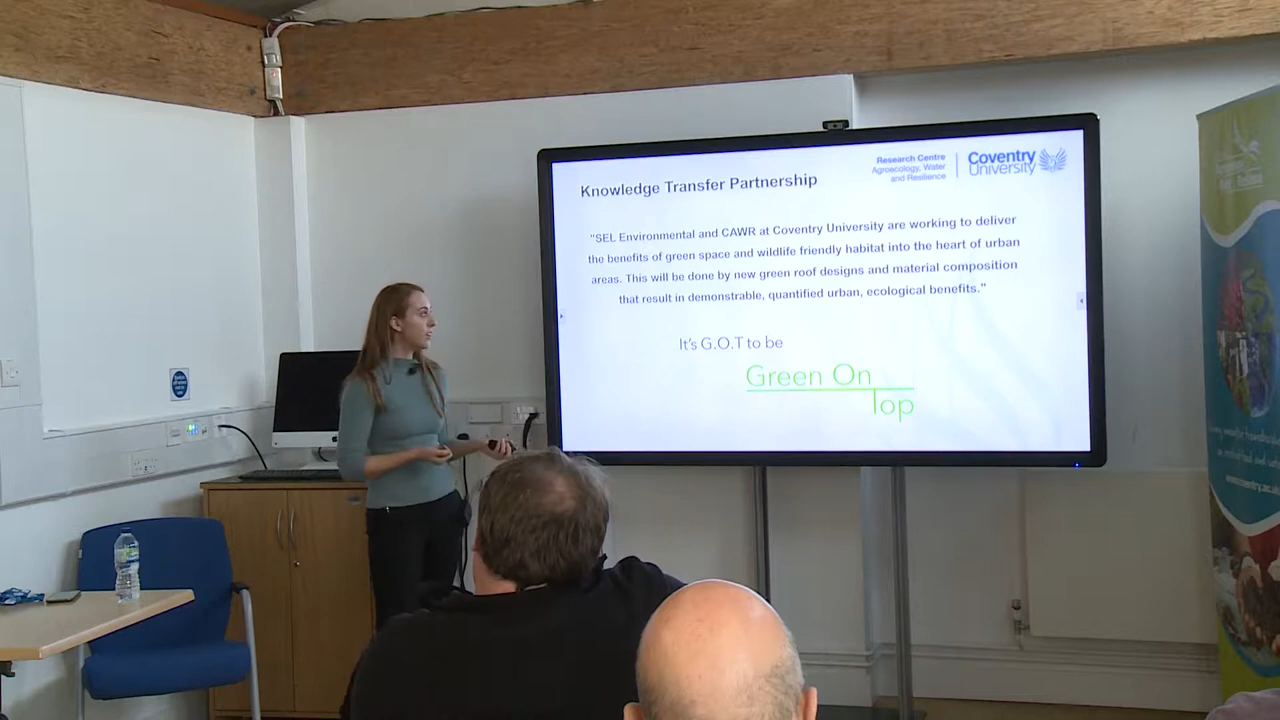 Research Centre
Agroecology, Water
and Resilience
Coventry
University
Knowledge Transfer Partnership
"SEL Environmental and CAWR at Coventry University are working to deliver
the benefits of green space and wildlife friendly habitat into the heart of urban
areas. This will be done by new green roof designs and material composition
that result in demonstrable, quantified urban, ecological benefits."
It's G.O.T to be
Green On
Top